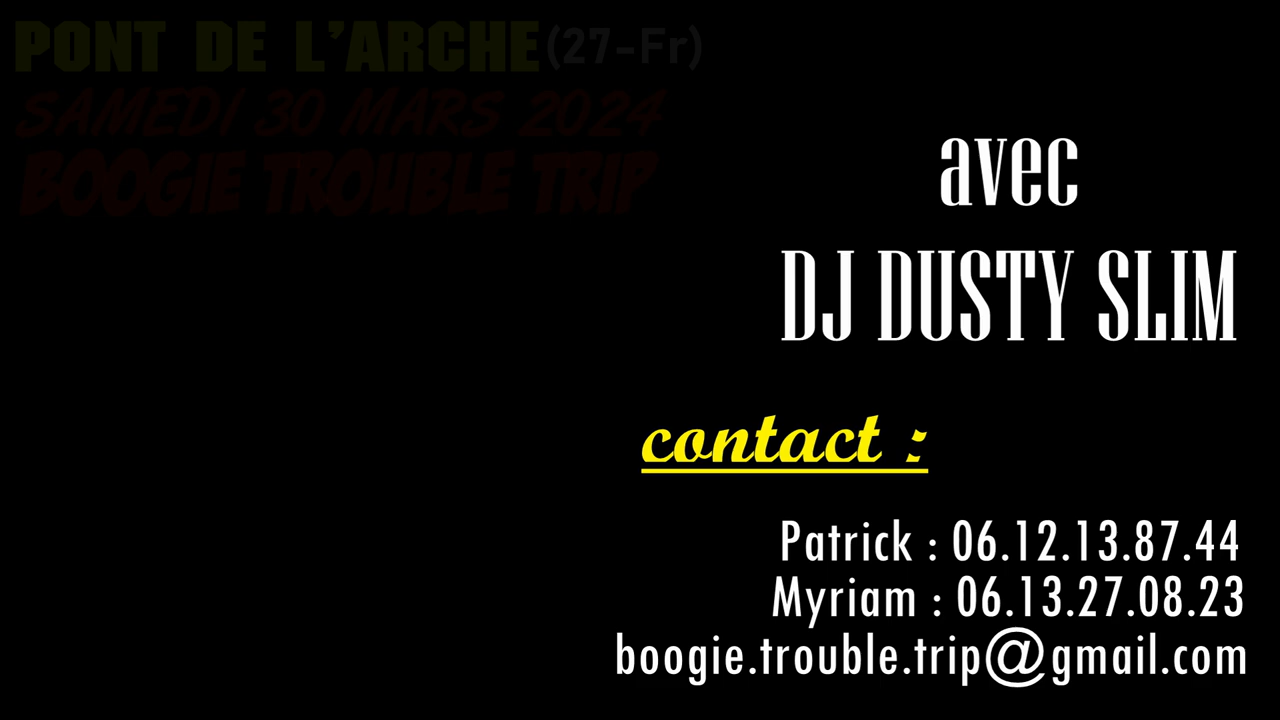 PONT DE L'ARCHE (27-Fr)
SAMEDI 30 MARS 2024
BOOGIE TROUBLE TRIP
avec
DJ DUSTY SLIM
contact :
Patrick : 06.12.13.87.44
Myriam : 06.13.27.08.23
boogie.trouble.trip@gmail.com